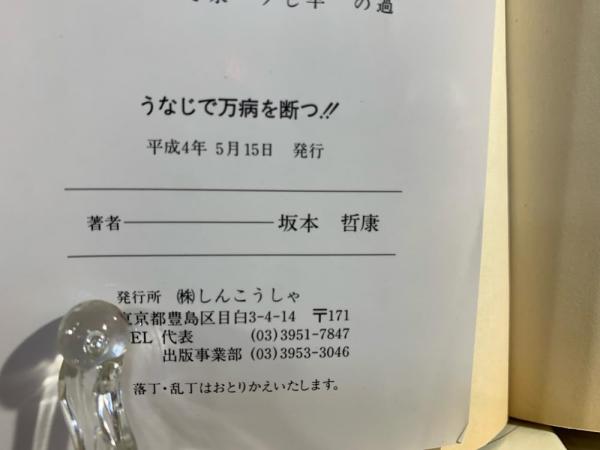 の過
うなじで万病を断つ!!
平成4年 5月15日 発行
著者 坂本 哲康
発行所 ㈱しんこうしゃ
東京都豊島区目白3-4-14 〒171
TEL 代表 (03)3951-7847
出版事業部 (03)3953-3046
落丁・乱丁はおとりかえいたします。